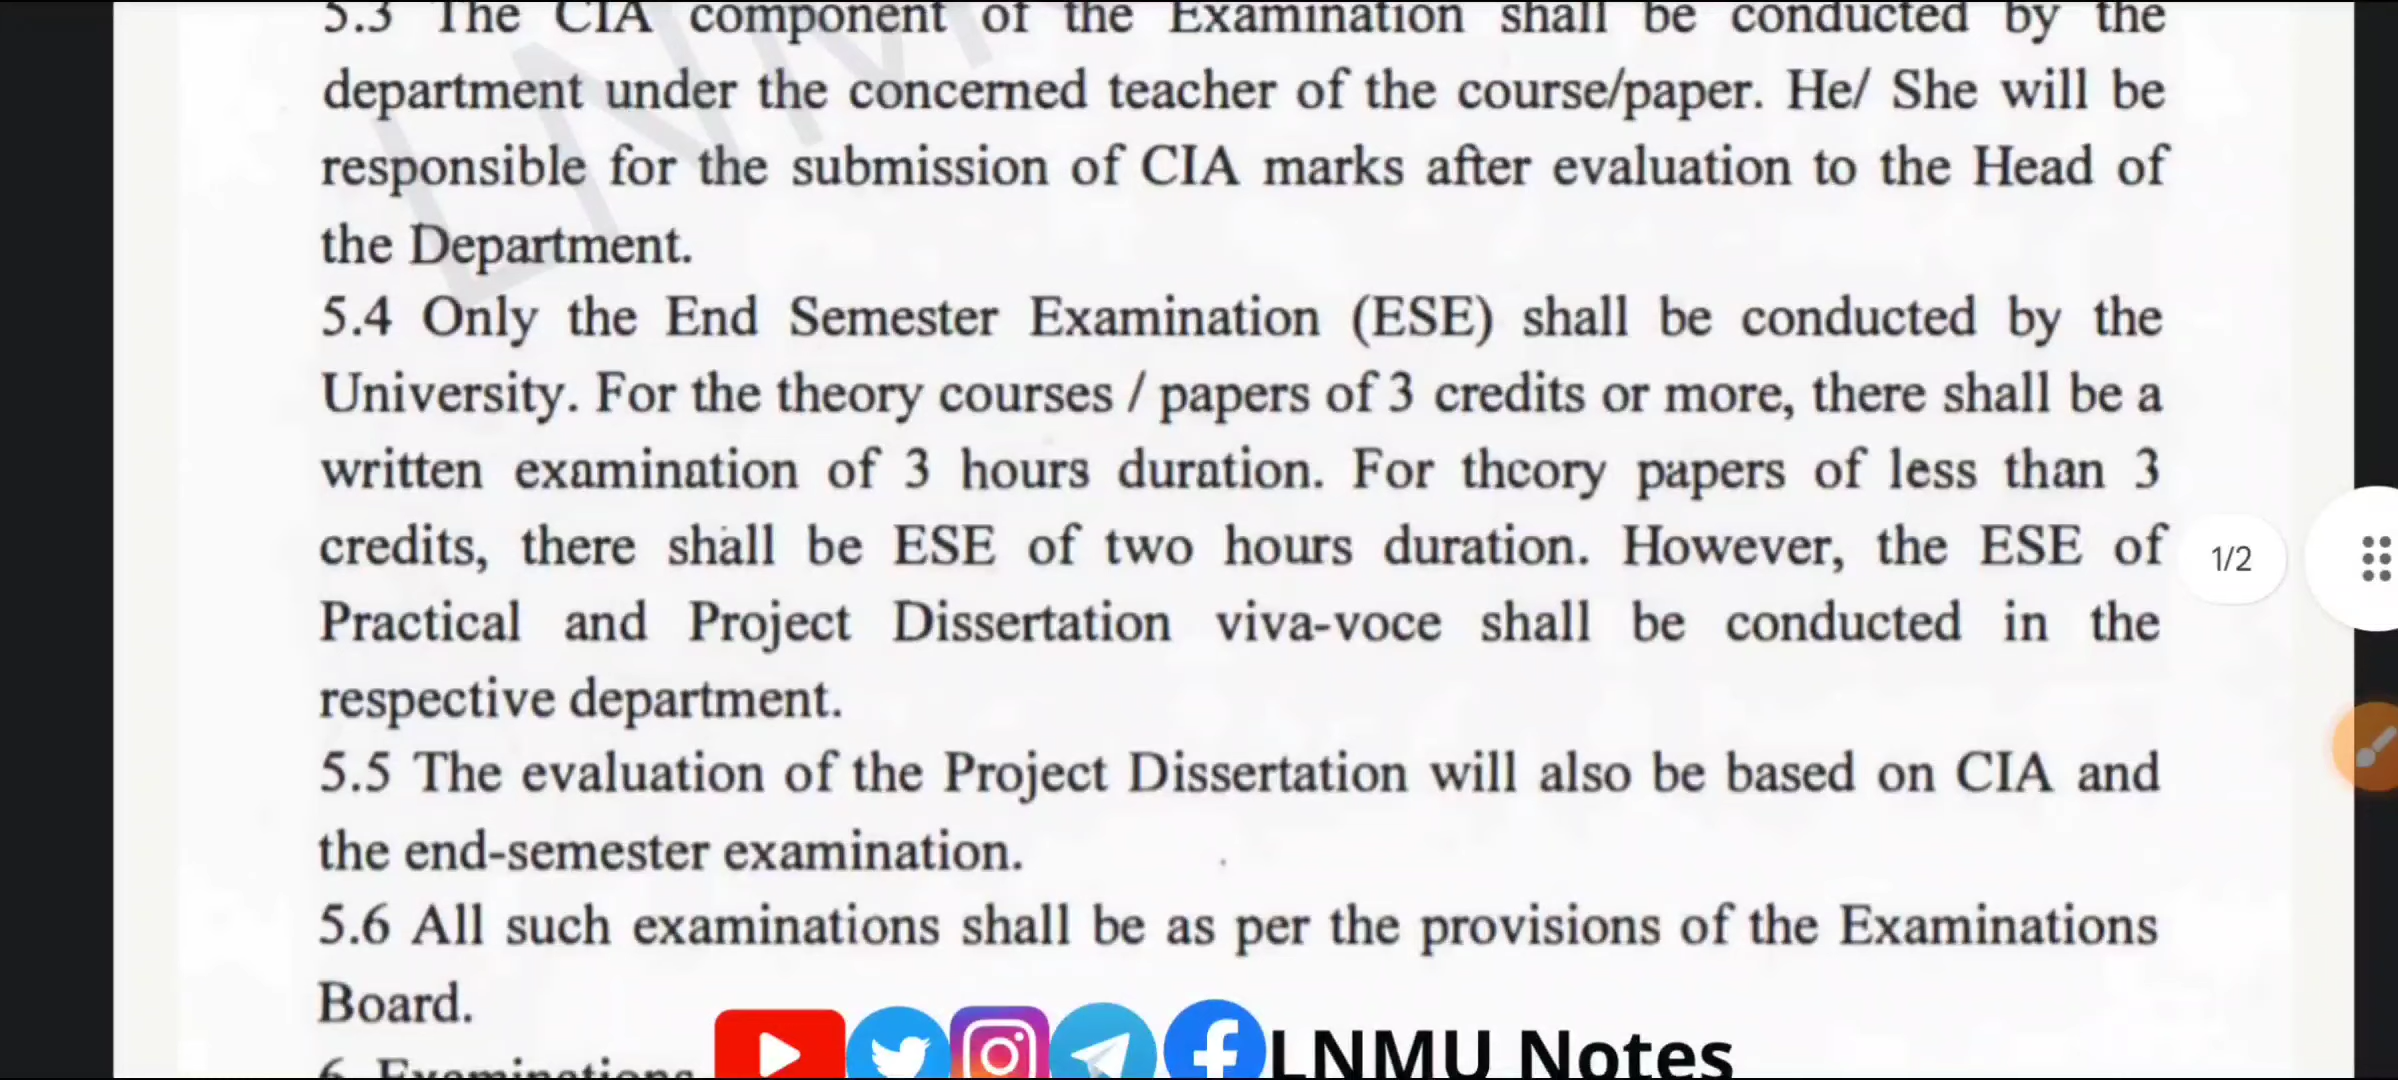 5.3 The CIA component of the Examination shall be conducted by the
department under the concerned teacher of the course/paper. He/ She will be
responsible for the submission of CIA marks after evaluation to the Head of
the Department.
5.4 Only the End Semester Examination (ESE) shall be conducted by the
University. For the theory courses / papers of 3 credits or more, there shall be a
written examination of 3 hours duration. For theory papers of less than 3
credits, there shall be ESE of two hours duration. However, the ESE of
Practical and Project Dissertation viva-voce shall be conducted in the
respective department.
5.5 The evaluation of the Project Dissertation will also be based on CIA and
the end-semester examination.
5.6 All such examinations shall be as per the provisions of the Examinations
Board.
6 Examinations
1/2
LNMU Notes
LNM